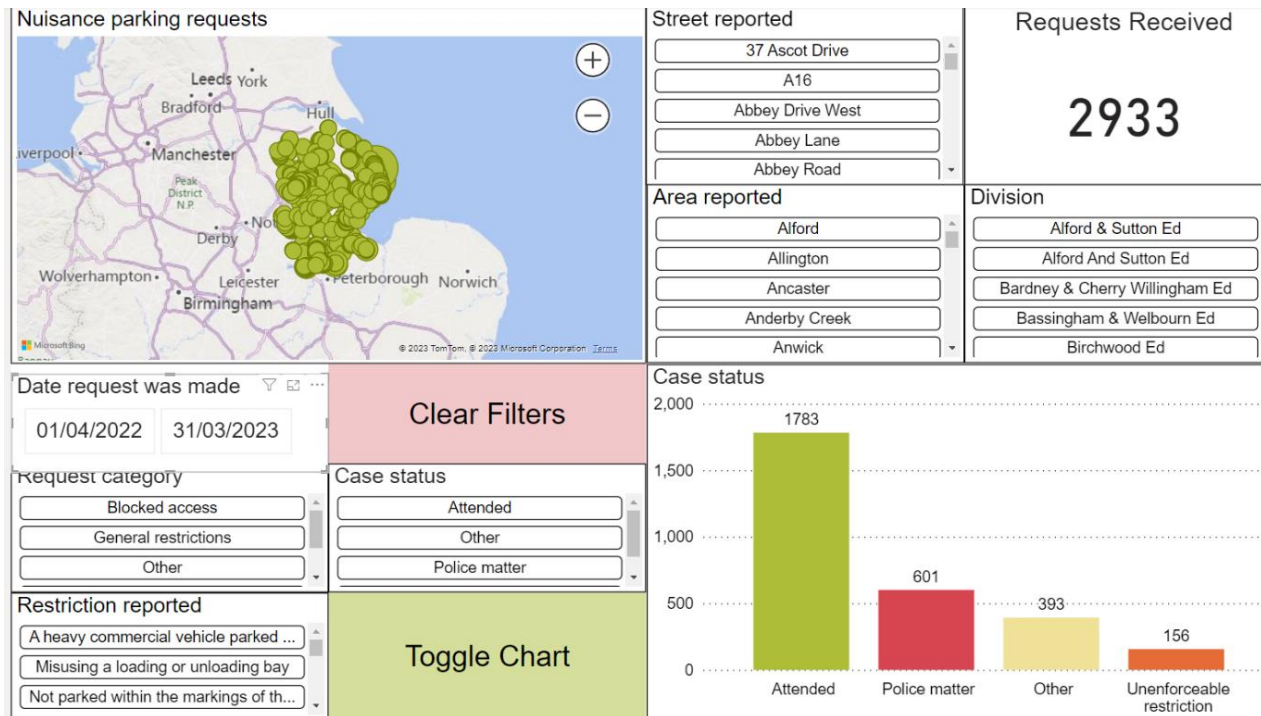 Nuisance parking requests
Leeds York
Bradford
Hull
Manchester
Peak
District
N.P.
Derby
Wolverhampton
Leicester
Peterborough
Norwich
Birmingham
Microsoft Bing
© 2023 TomTom, © 2023 Microsoft Corporation Terms
Street reported
37 Ascot Drive
A16
Abbey Drive West
Abbey Lane
Abbey Road
Requests Received
2933
Area reported
Alford
Allington
Ancaster
Anderby Creek
Anwick
Division
Alford & Sutton Ed
Alford And Sutton Ed
Bardney & Cherry Willingham Ed
Bassingham & Welbourn Ed
Birchwood Ed
Date request was made
01/04/2022 31/03/2023
Clear Filters
Request category
Blocked access
General restrictions
Other
Case status
Attended
Other
Police matter
Restriction reported
A heavy commercial vehicle parked ...
Misusing a loading or unloading bay
Not parked within the markings of th...
Toggle Chart
Case status
2,000
1,500
1,000
500
0
1783
601
393
156
Attended
Police matter
Other
Unenforceable
restriction